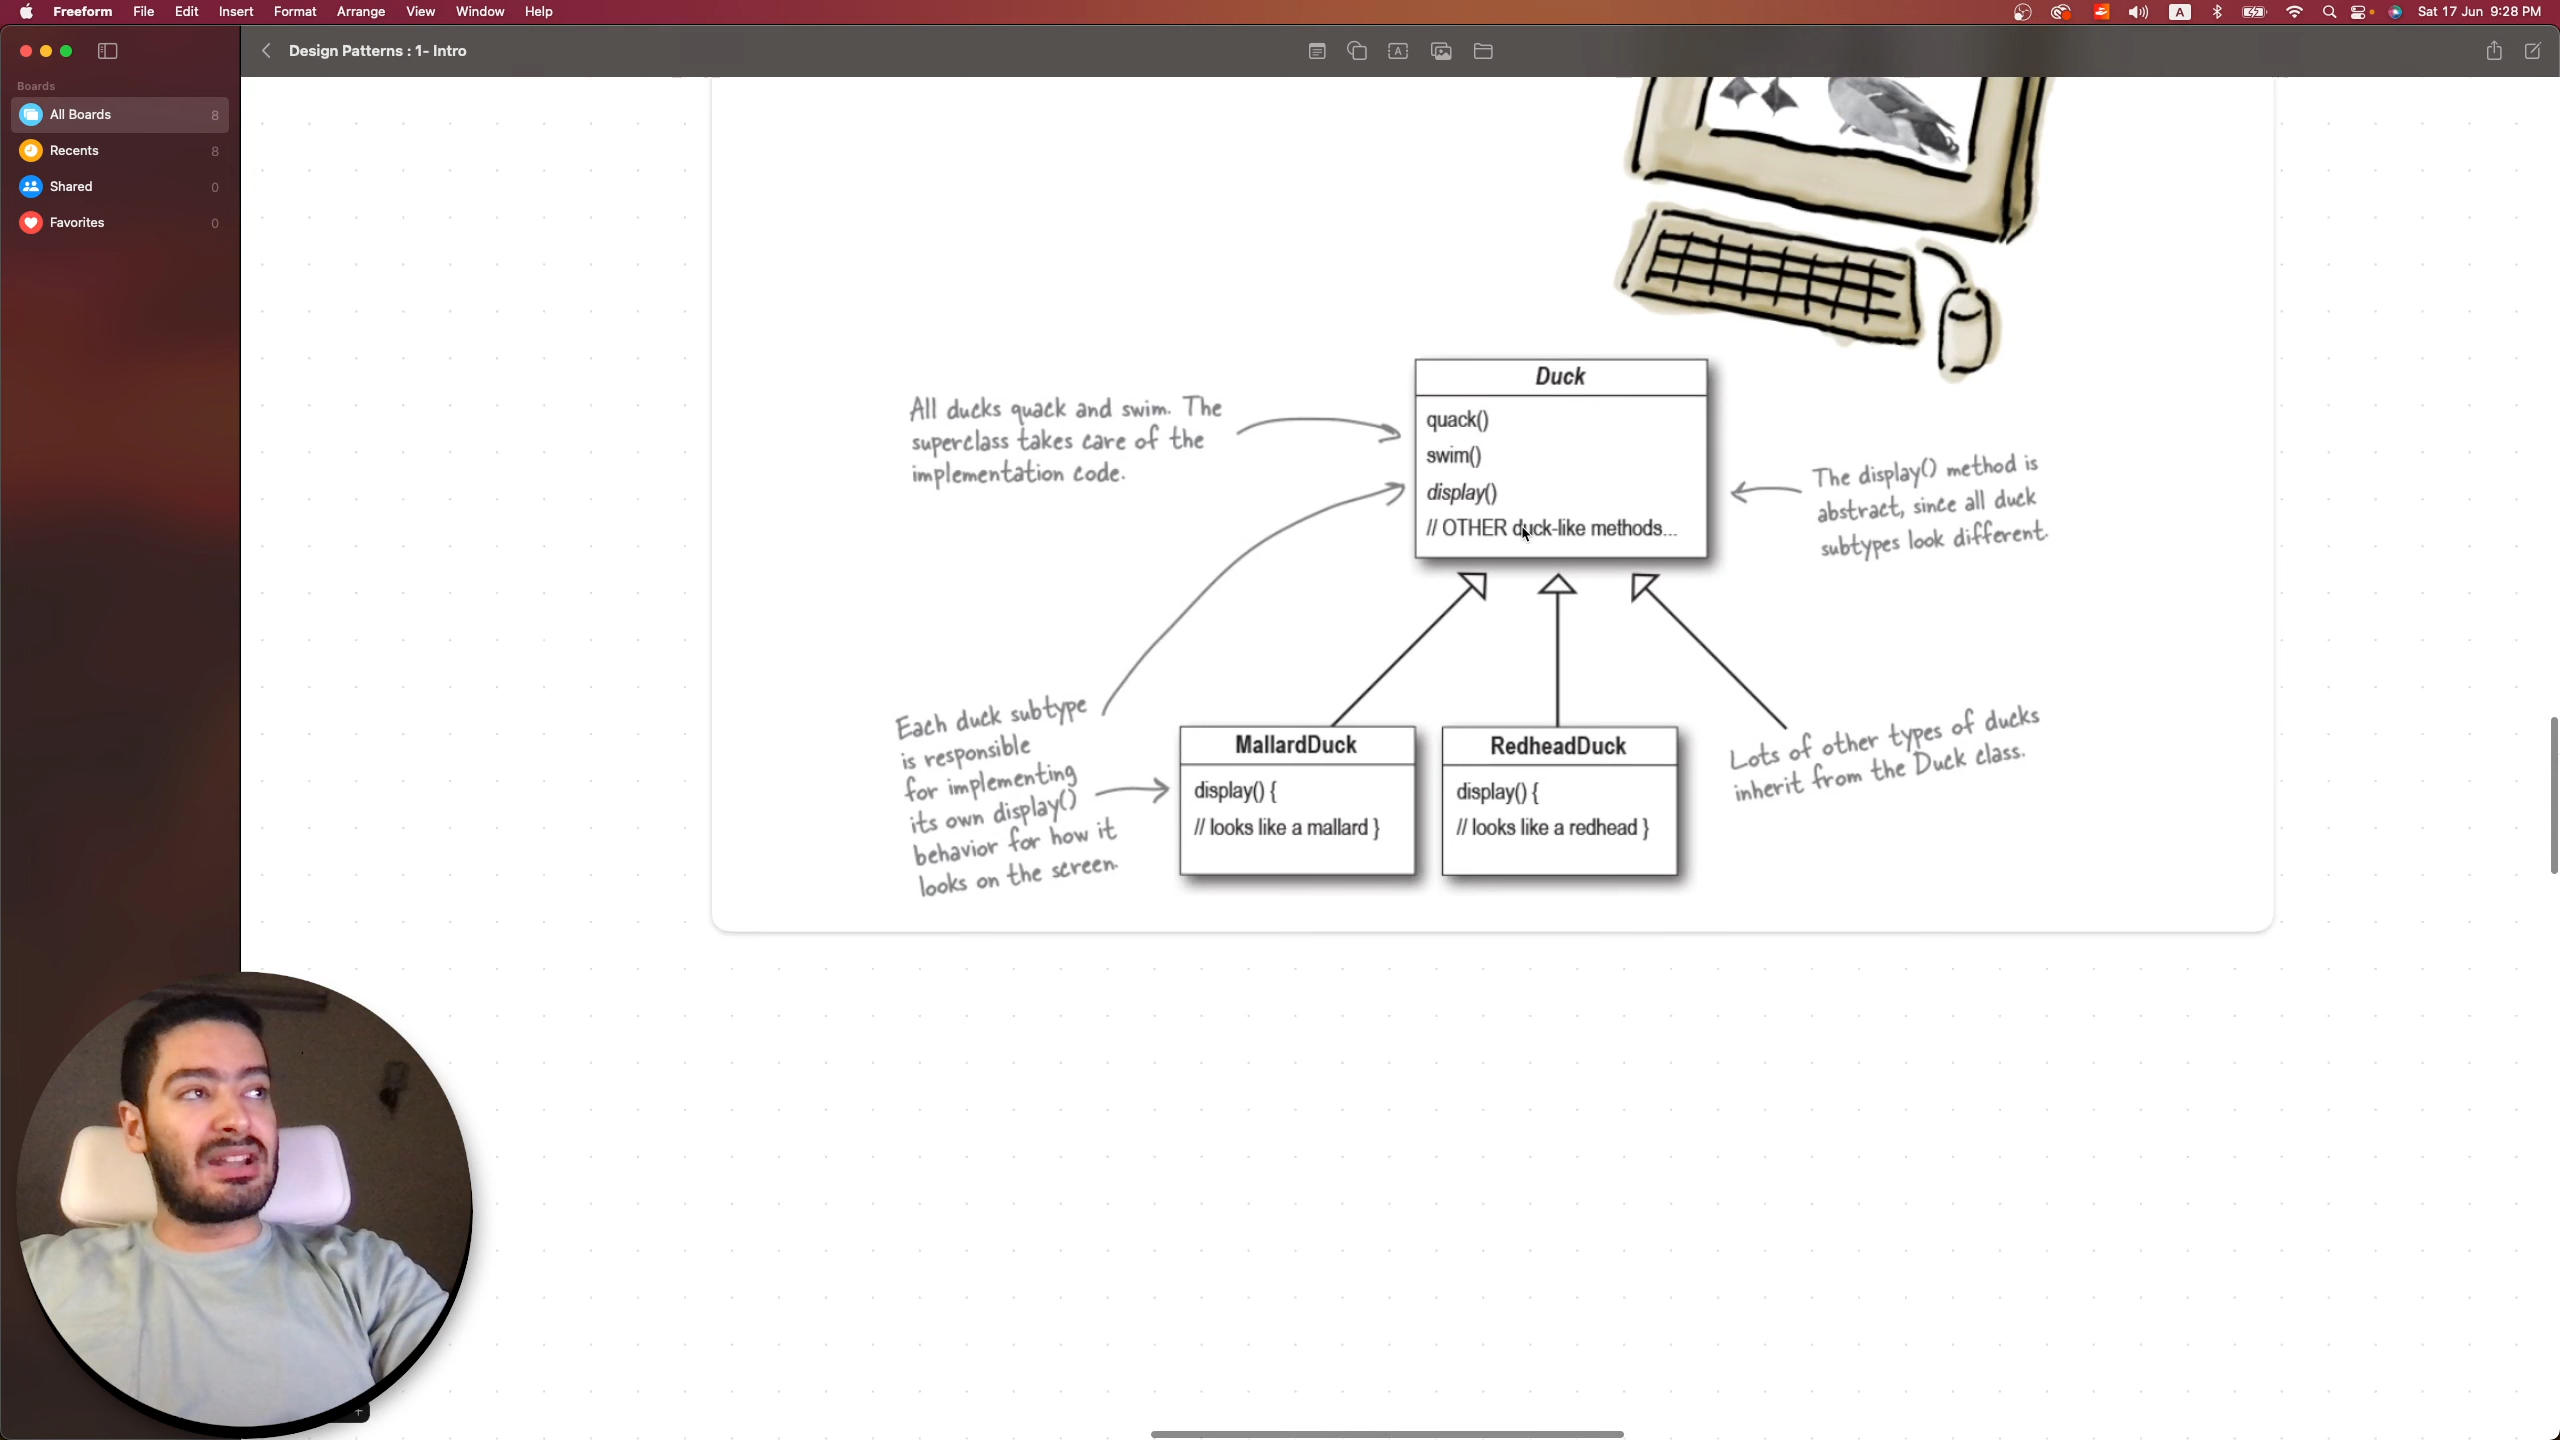 Freeform File Edit Insert Format Arrange View Window Help
A
Sat 17 Jun 9:28 PM
Design Patterns : 1- Intro
A
Boards
All Boards 8
Recents 8
Shared 0
Favorites 0
All ducks quack and swim. The
superclass takes care of the
implementation code.
Duck
quack()
swim()
display()
// OTHER duck-like methods...
The display() method is
abstract, since all duck
subtypes look different.
Each duck subtype
is responsible
for implementing
its own display()
behavior for how it
looks on the screen.
MallardDuck
display() {
// looks like a mallard }
RedheadDuck
display() {
// looks like a redhead }
Lots of other types of ducks
inherit from the Duck class.